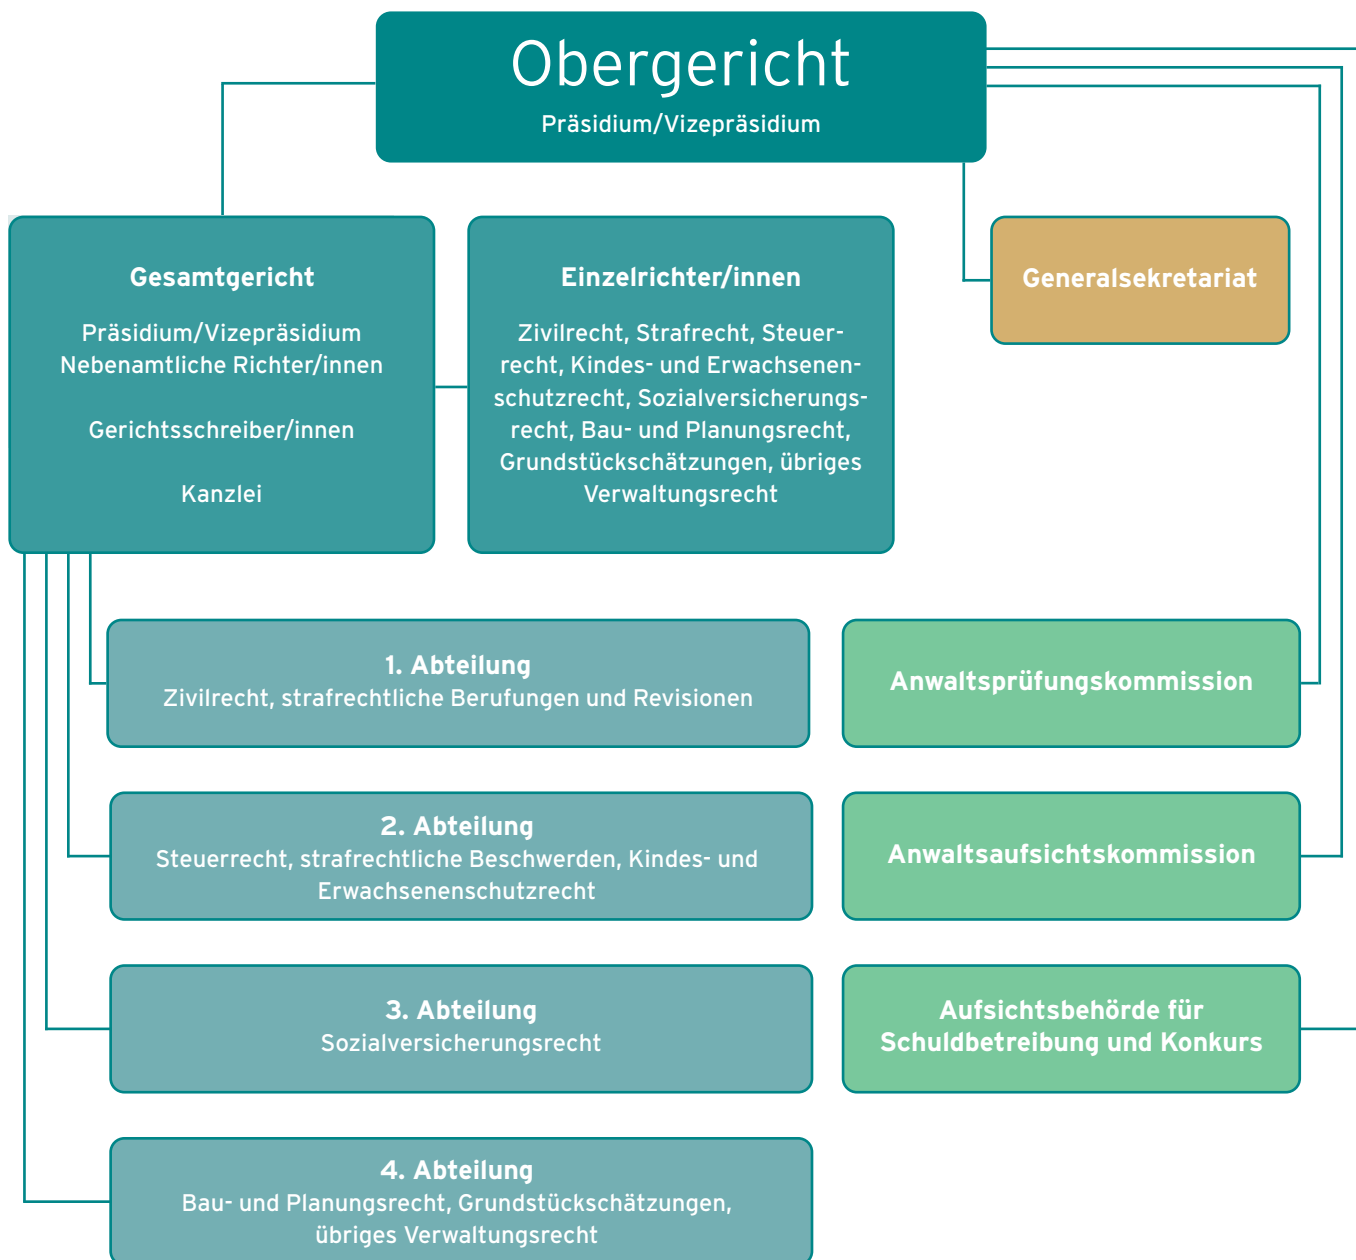 Obergericht
Präsidium/Vizepräsidium
Gesamtgericht
Präsidium/Vizepräsidium
Nebenamtliche Richter/innen
Gerichtsschreiber/innen
Kanzlei
Einzelrichter/innen
Zivilrecht, Strafrecht, Steuer-
recht, Kindes- und Erwachsenen-
schutzrecht, Sozialversicherungs-
recht, Bau- und Planungsrecht,
Grundstückschätzungen, übriges
Verwaltungsrecht
Generalsekretariat
1. Abteilung
Zivilrecht, strafrechtliche Berufungen und Revisionen
Anwaltsprüfungskommission
2. Abteilung
Steuerrecht, strafrechtliche Beschwerden, Kindes- und
Erwachsenenschutzrecht
Anwaltsaufsichtskommission
3. Abteilung
Sozialversicherungsrecht
Aufsichtsbehörde für
Schuldbetreibung und Konkurs
4. Abteilung
Bau- und Planungsrecht, Grundstückschätzungen,
übriges Verwaltungsrecht